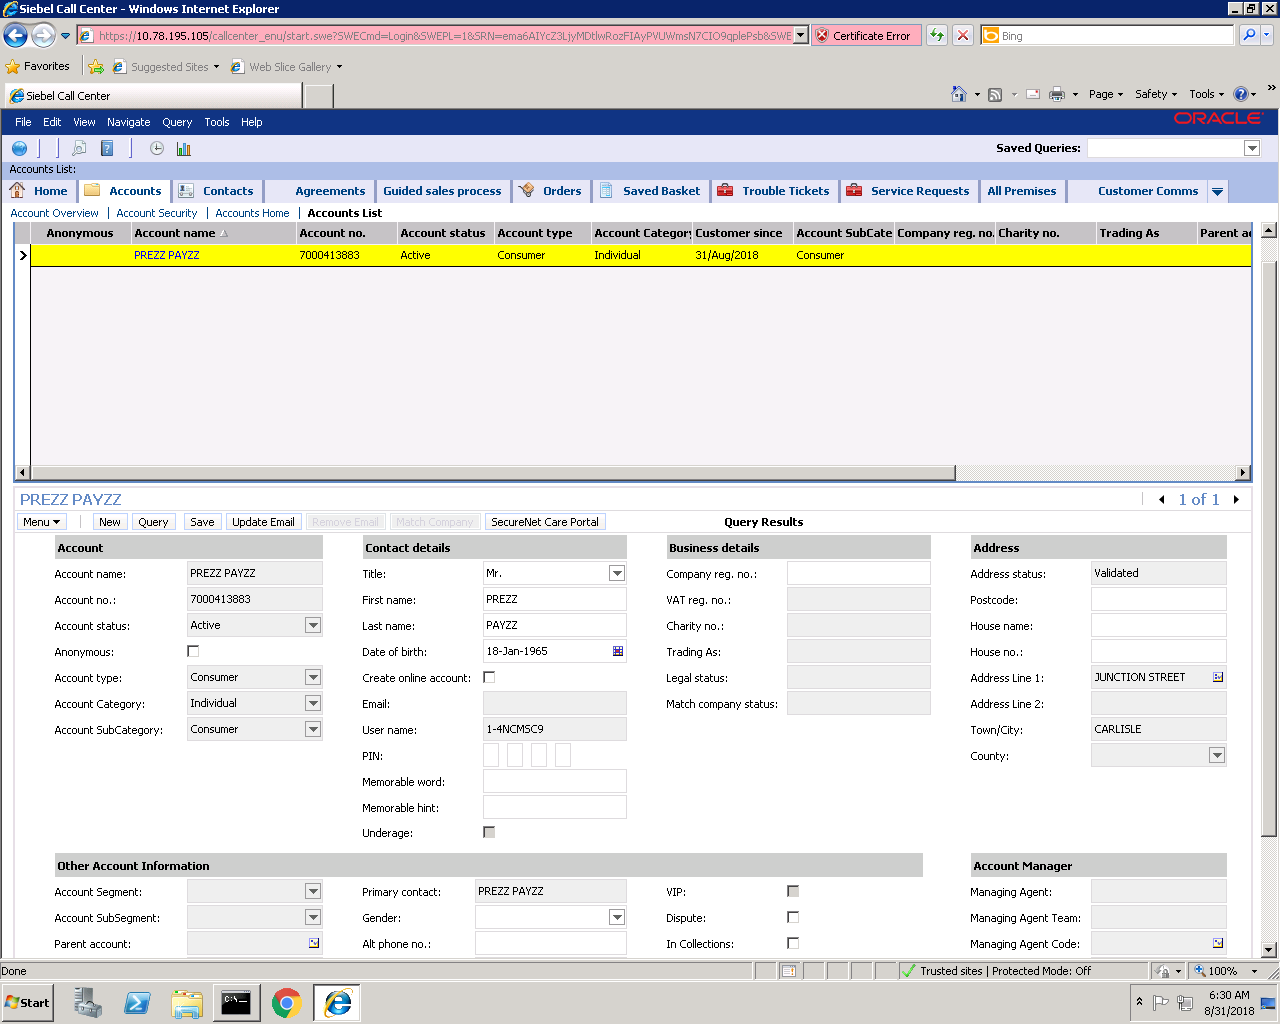 Siebel Call Center - Windows Internet Explorer
https://10.78.195.105/callcenter_enu/start.swe?SWECmd=Login&SWEPL=1&SRN=ema6AIYcZ3LjyMDtlwRozFIAyPVUWmsN7CIO9qplePsb&SWE Certificate Error Bing
Favorites Suggested Sites Web Slice Gallery
Siebel Call Center Page Safety Tools »
File Edit View Navigate Query Tools Help ORACLE
Saved Queries:
Accounts List:
Home Accounts Contacts Agreements Guided sales process Orders Saved Basket Trouble Tickets Service Requests All Premises Customer Comms
Account Overview | Account Security | Accounts Home | Accounts List
Anonymous Account name Account no. Account status Account type Account Category Customer since Account SubCate Company reg. no. Charity no. Trading As Parent ac
PREZZ PAYZZ 7000413883 Active Consumer Individual 31/Aug/2018 Consumer
PREZZ PAYZZ 1 of 1
Menu New Query Save Update Email Remove Email Match Company SecureNet Care Portal Query Results
Account Contact details Business details Address
Account name: PREZZ PAYZZ Title: Mr. Company reg. no.: Address status: Validated
Account no.: 7000413883 First name: PREZZ VAT reg. no.: Postcode:
Account status: Active Last name: PAYZZ Charity no.: House name:
Anonymous: Date of birth: 18-Jan-1965 Trading As: House no.:
Account type: Consumer Create online account: Legal status: Address Line 1: JUNCTION STREET
Account Category: Individual Email: Match company status: Address Line 2:
Account SubCategory: Consumer User name: 1-4NCMSC9 Town/City: CARLISLE
PIN: County:
Memorable word:
Memorable hint:
Underage:
Other Account Information Account Manager
Account Segment: Primary contact: PREZZ PAYZZ VIP: Managing Agent:
Account SubSegment: Gender: Dispute: Managing Agent Team:
Parent account: Alt phone no.: In Collections: Managing Agent Code:
Done Trusted sites | Protected Mode: Off 100%
Start C:\. 6:30 AM
8/31/2018